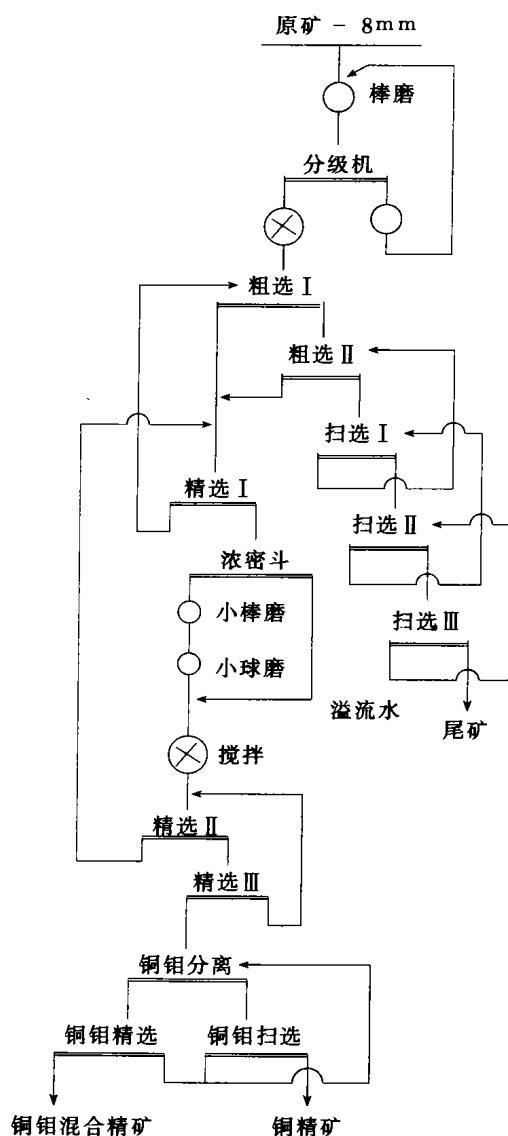 原矿 - 8mm
棒磨
分级机
粗选 Ⅰ
粗选 Ⅱ
扫选 Ⅰ
精选 Ⅰ
扫选 Ⅱ
浓密斗
小棒磨
扫选 Ⅲ
小球磨
溢流水
尾矿
搅拌
精选 Ⅱ
精选 Ⅲ
铜钼分离
铜钼精选
铜钼扫选
铜钼混合精矿
铜精矿